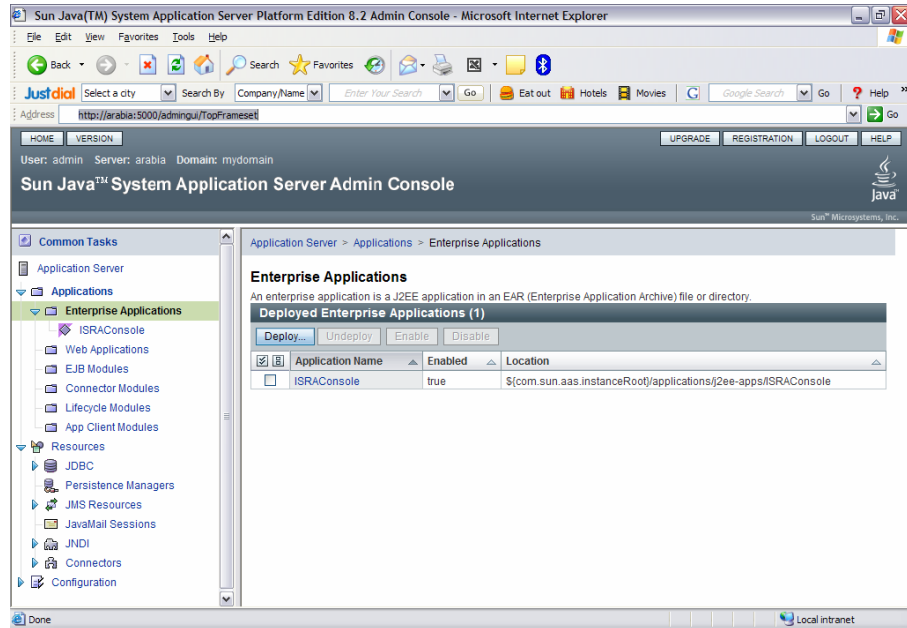 Sun Java(TM) System Application Server Platform Edition 8.2 Admin Console - Microsoft Internet Explorer
File Edit View Favorites Tools Help
Back Search Favorites
Justdial Select a city Search By Company/Name Enter Your Search Go Eat out Hotels Movies G Google Search Go Help »
Address http://arabia:5000/admingui/TopFrameset Go
HOME VERSION UPGRADE REGISTRATION LOGOUT HELP
User: admin Server: arabia Domain: mydomain
Sun Java™ System Application Server Admin Console
Java™
Sun™ Microsystems, Inc.
Common Tasks
Application Server
Applications
Enterprise Applications
ISRAConsole
Web Applications
EJB Modules
Connector Modules
Lifecycle Modules
App Client Modules
Resources
JDBC
Persistence Managers
JMS Resources
JavaMail Sessions
JNDI
Connectors
Configuration
Application Server > Applications > Enterprise Applications
Enterprise Applications
An enterprise application is a J2EE application in an EAR (Enterprise Application Archive) file or directory.
Deployed Enterprise Applications (1)
Deploy... Undeploy Enable Disable
Application Name Enabled Location
ISRAConsole true ${com.sun.aas.instanceRoot}/applications/j2ee-apps/ISRAConsole
Done Local intranet